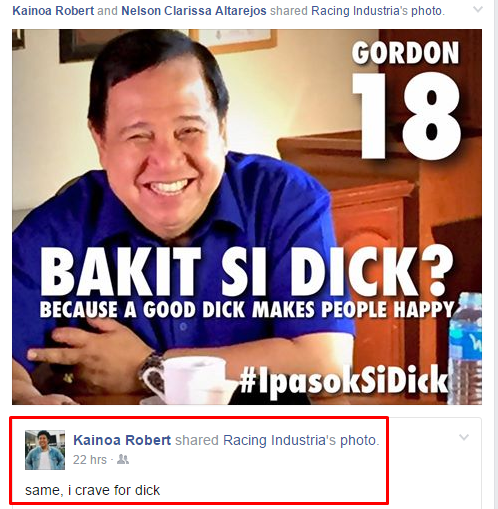 Kainoa Robert and Nelson Clarissa Altarejos shared Racing Industria's photo.
GORDON
18
BAKIT SI DICK?
BECAUSE A GOOD DICK MAKES PEOPLE HAPPY
#IpasokSiDick
Kainoa Robert shared Racing Industria's photo.
22 hrs ·
same, i crave for dick